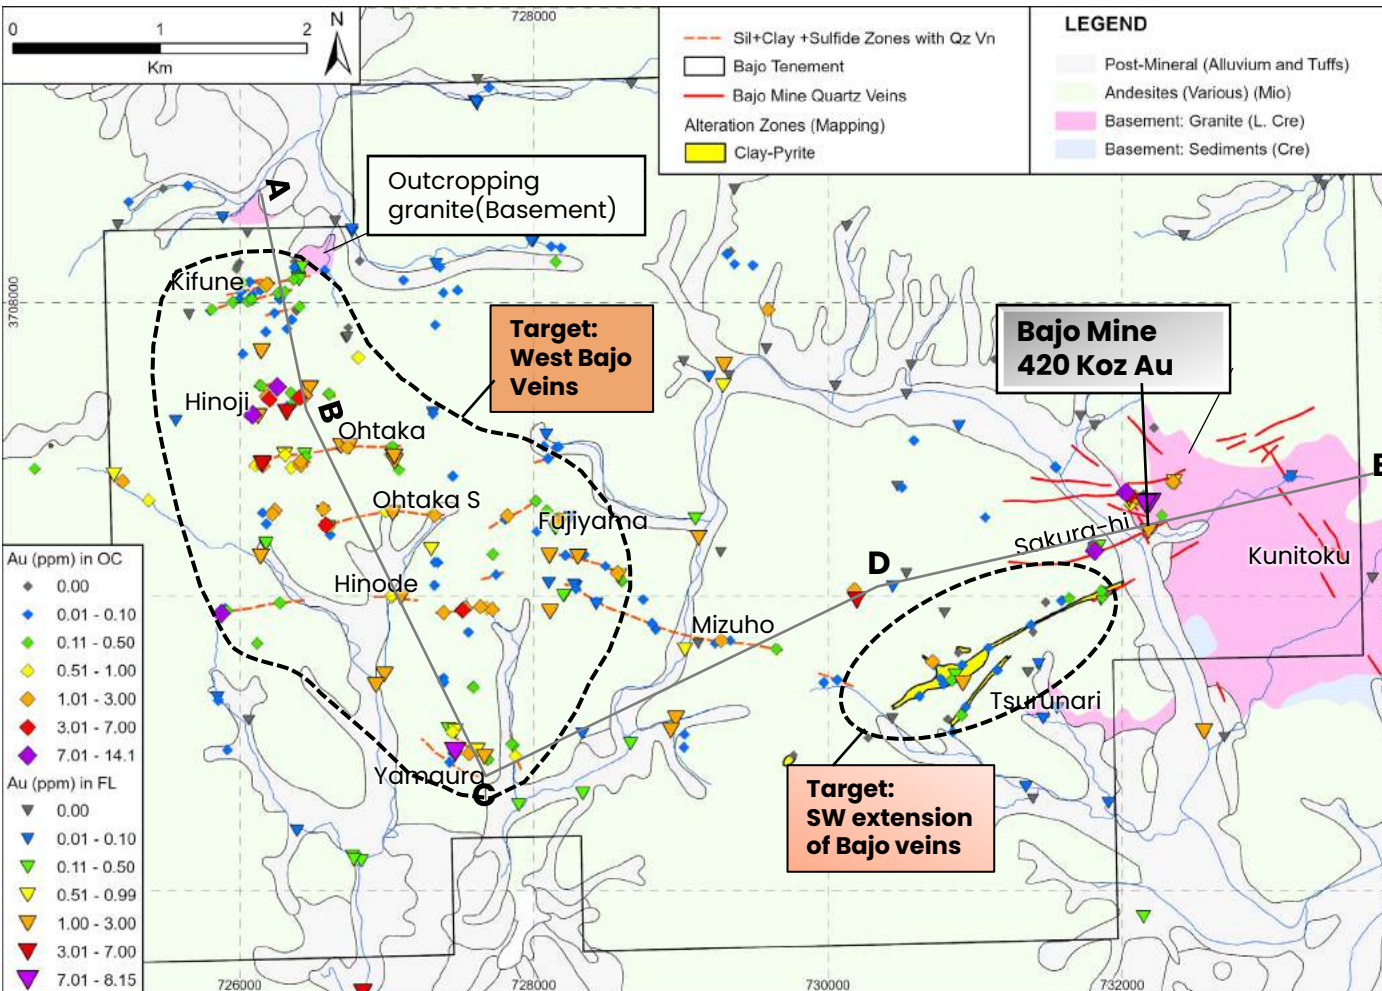 0 1 2
Km
N
728000
Sil+Clay +Sulfide Zones with Qz Vn
Bajo Tenement
Bajo Mine Quartz Veins
Alteration Zones (Mapping)
Clay-Pyrite
LEGEND
Post-Mineral (Alluvium and Tuffs)
Andesites (Various) (Mio)
Basement: Granite (L. Cre)
Basement: Sediments (Cre)
A
Outcropping
granite(Basement)
Kifune
3708000
Target:
West Bajo
Veins
Bajo Mine
420 Koz Au
Hinoji
B
Ohtaka
Ohtaka S
Fujiyama
Sakura-hi
E
Kunitoku
Hinode
D
Mizuho
Tsurunari
Yamaura
C
Target:
SW extension
of Bajo veins
Au (ppm) in OC
0.00
0.01 - 0.10
0.11 - 0.50
0.51 - 1.00
1.01 - 3.00
3.01 - 7.00
7.01 - 14.1
Au (ppm) in FL
0.00
0.01 - 0.10
0.11 - 0.50
0.51 - 0.99
1.00 - 3.00
3.01 - 7.00
7.01 - 8.15
726000
728000
730000
732000